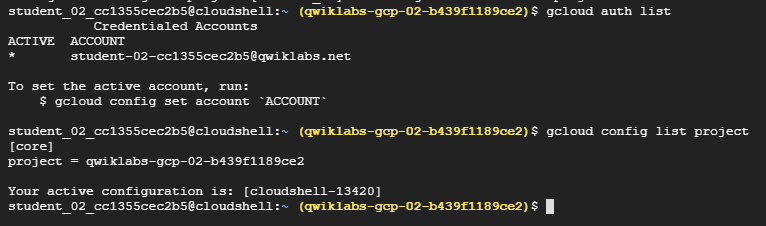 student_02_cc1355cec2b5@cloudshell:~ (qwiklabs-gcp-02-b439f1189ce2)$ gcloud auth list
Credentialed Accounts
ACTIVE ACCOUNT
* student-02-cc1355cec2b5@qwiklabs.net
To set the active account, run:
$ gcloud config set account `ACCOUNT`
student_02_cc1355cec2b5@cloudshell:~ (qwiklabs-gcp-02-b439f1189ce2)$ gcloud config list project
[core]
project = qwiklabs-gcp-02-b439f1189ce2
Your active configuration is: [cloudshell-13420]
student_02_cc1355cec2b5@cloudshell:~ (qwiklabs-gcp-02-b439f1189ce2)$